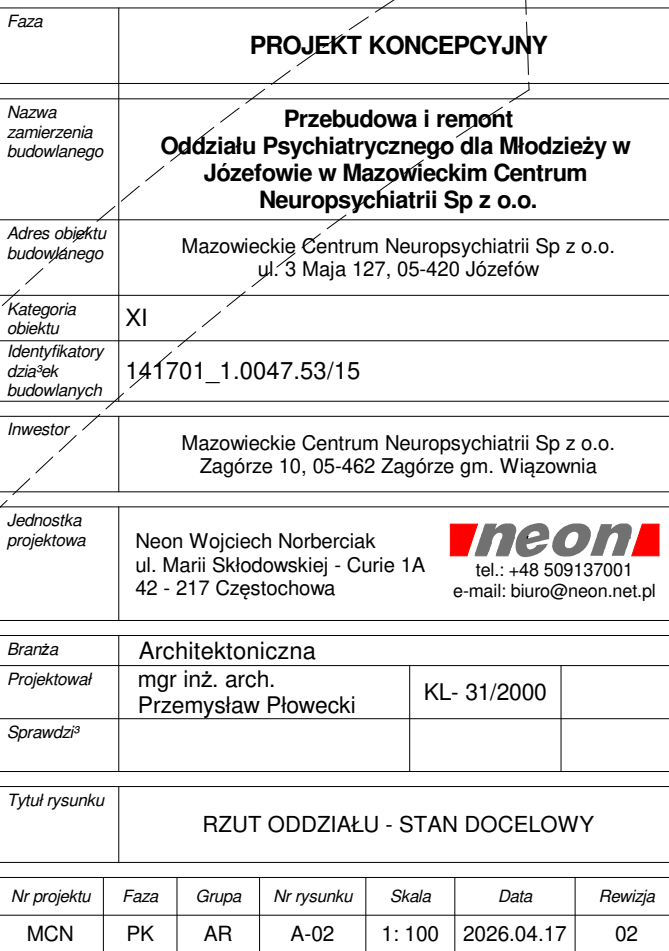 Faza
PROJEKT KONCEPCYJNY
Nazwa
zamierzenia
budowlanego
Przebudowa i remont
Oddziału Psychiatrycznego dla Młodzieży w
Józefowie w Mazowieckim Centrum
Neuropsychiatrii Sp z o.o.
Adres obiektu
budowlanego
Mazowieckie Centrum Neuropsychiatrii Sp z o.o.
ul. 3 Maja 127, 05-420 Józefów
Kategoria
obiektu
XI
Identyfikatory
dzia³ek
budowlanych
141701_1.0047.53/15
Inwestor
Mazowieckie Centrum Neuropsychiatrii Sp z o.o.
Zagórze 10, 05-462 Zagórze gm. Wiązownia
Jednostka
projektowa
Neon Wojciech Norberciak
ul. Marii Skłodowskiej - Curie 1A
42 - 217 Częstochowa
neon
tel.: +48 509137001
e-mail: biuro@neon.net.pl
Branża
Architektoniczna
Projektował
mgr inż. arch.
Przemysław Płowecki
KL- 31/2000
Sprawdzi³
Tytuł rysunku
RZUT ODDZIAŁU - STAN DOCELOWY
Nr projektu Faza Grupa Nr rysunku Skala Data Rewizja
MCN PK AR A-02 1: 100 2026.04.17 02